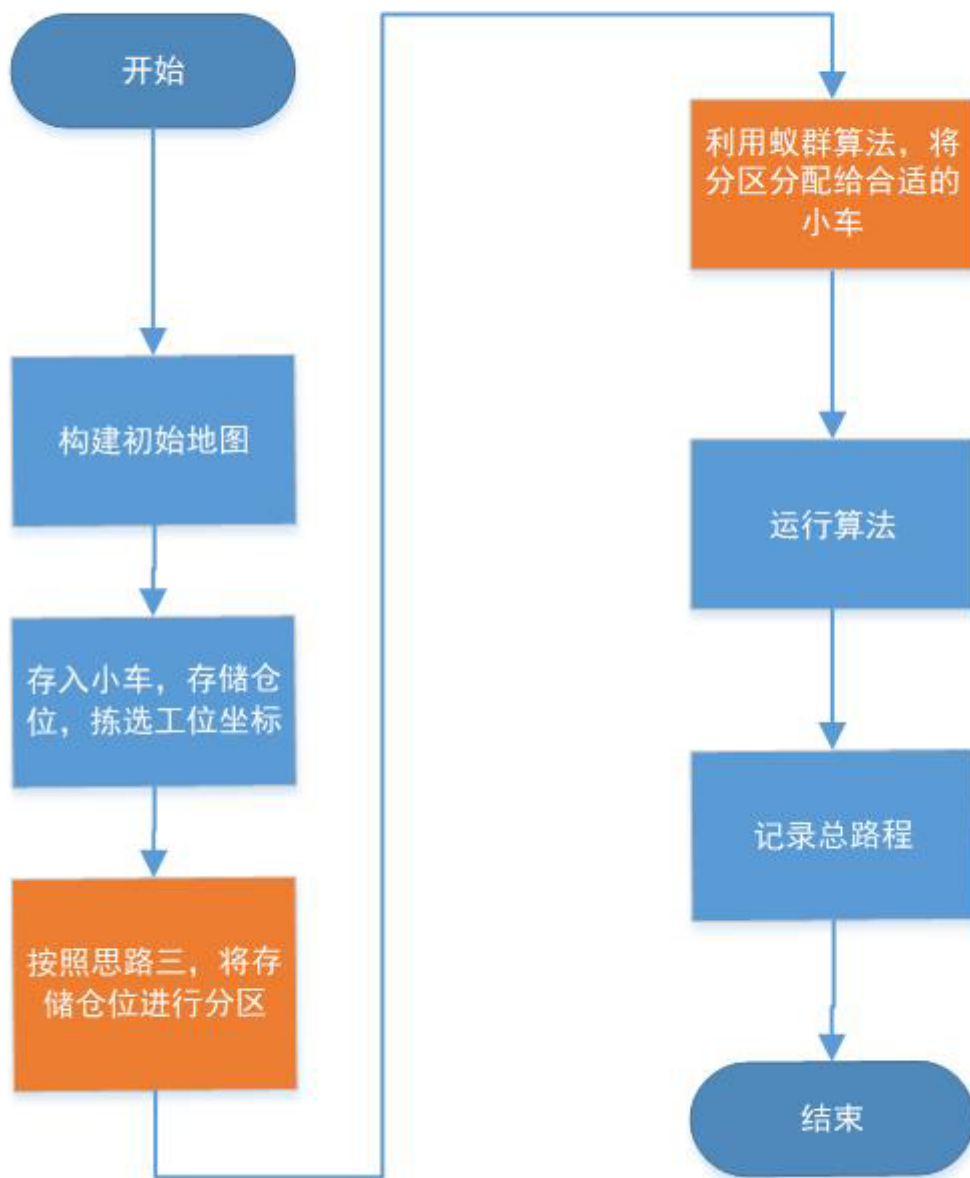 开始
构建初始地图
存入小车，存储仓
位，拣选工位坐标
按照思路三，将存
储仓位进行分区
利用蚁群算法，将
分区分配给合适的
小车
运行算法
记录总路程
结束